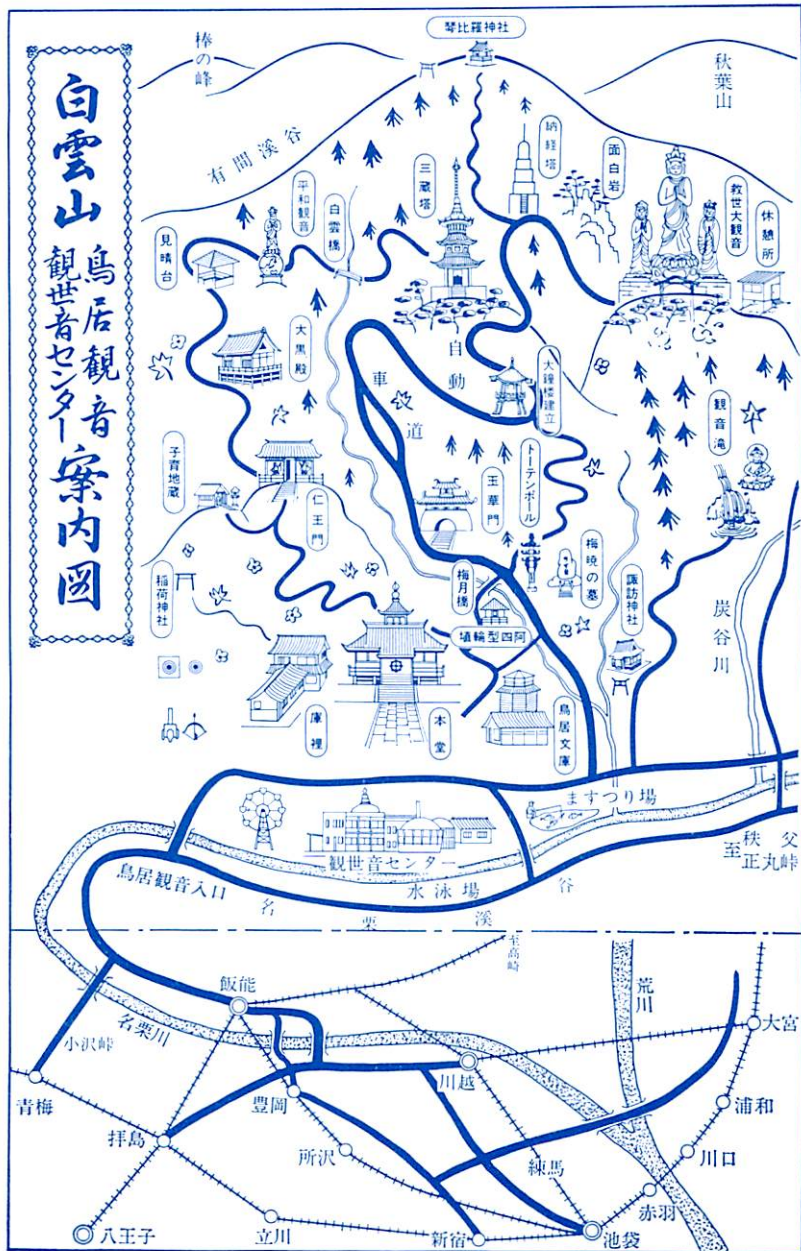 白雲山
鳥居観音
観世音センター
案内図
琴比羅神社
棒の峰
秋葉山
有間渓谷
納経塔
面白岩
三蔵塔
救世大観音
休憩所
平和観音
白雲橋
見晴台
大黒殿
自動車道
大鐘楼建立
観音滝
子育地蔵
仁王門
玉華門
トーテンポール
梅暁の墓
諏訪神社
炭谷川
稲荷神社
梅月橋
埴輪型四阿
庫裡
本堂
鳥居文庫
ますつり場
観世音センター
至秩父
正丸峠
鳥居観音入口
水泳場
名栗渓谷
至高崎
飯能
荒川
大宮
名栗川
小沢峠
川越
青梅
豊岡
浦和
拝島
所沢
練馬
川口
赤羽
八王子
立川
新宿
池袋